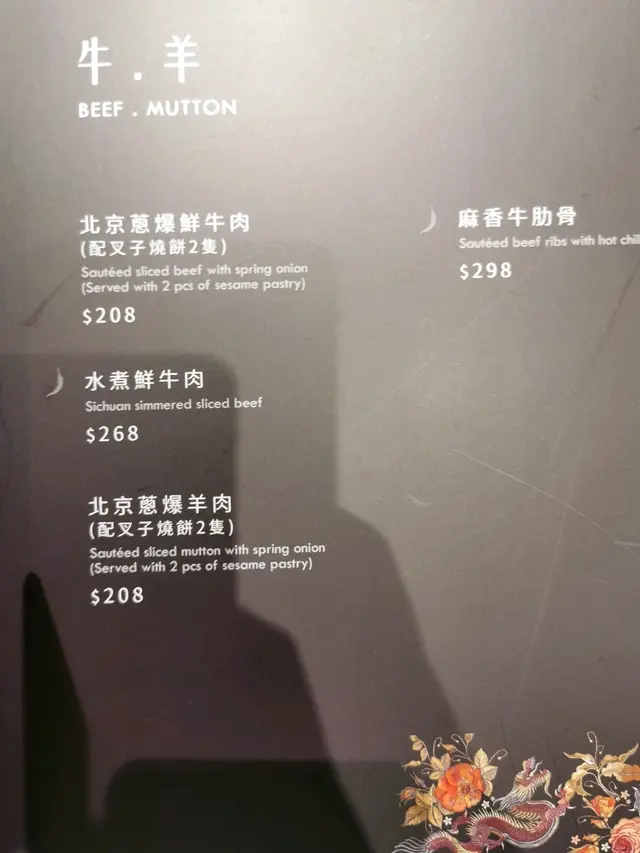 牛.羊
BEEF . MUTTON
北京蔥爆鮮牛肉
(配叉子燒餅2隻)
Sautéed sliced beef with spring onion
(Served with 2 pcs of sesame pastry)
$208
水煮鮮牛肉
Sichuan simmered sliced beef
$268
北京蔥爆羊肉
(配叉子燒餅2隻)
Sautéed sliced mutton with spring onion
(Served with 2 pcs of sesame pastry)
$208
麻香牛肋骨
Sautéed beef ribs with hot
$298